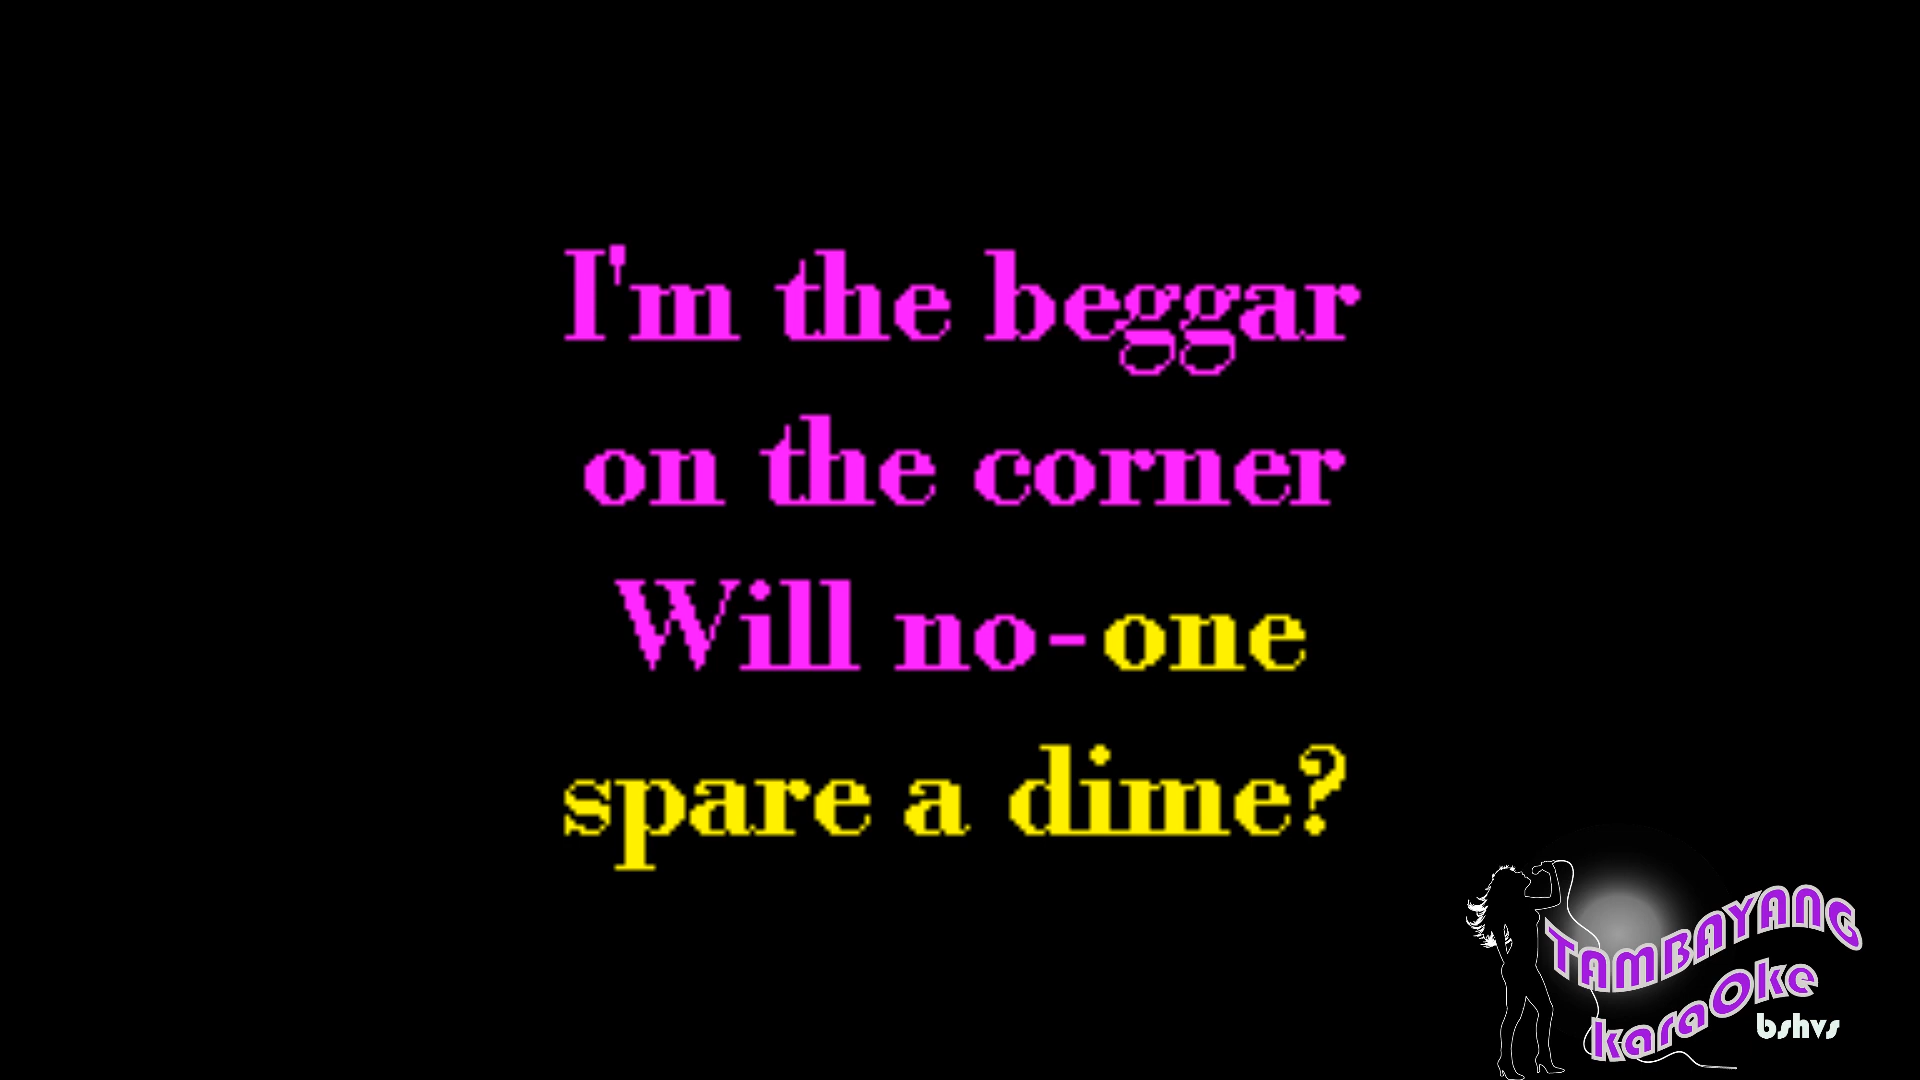 I'm the beggar
on the corner
Will no-one
spare a dime?
TAMBAYANG
karaOke
bshvs